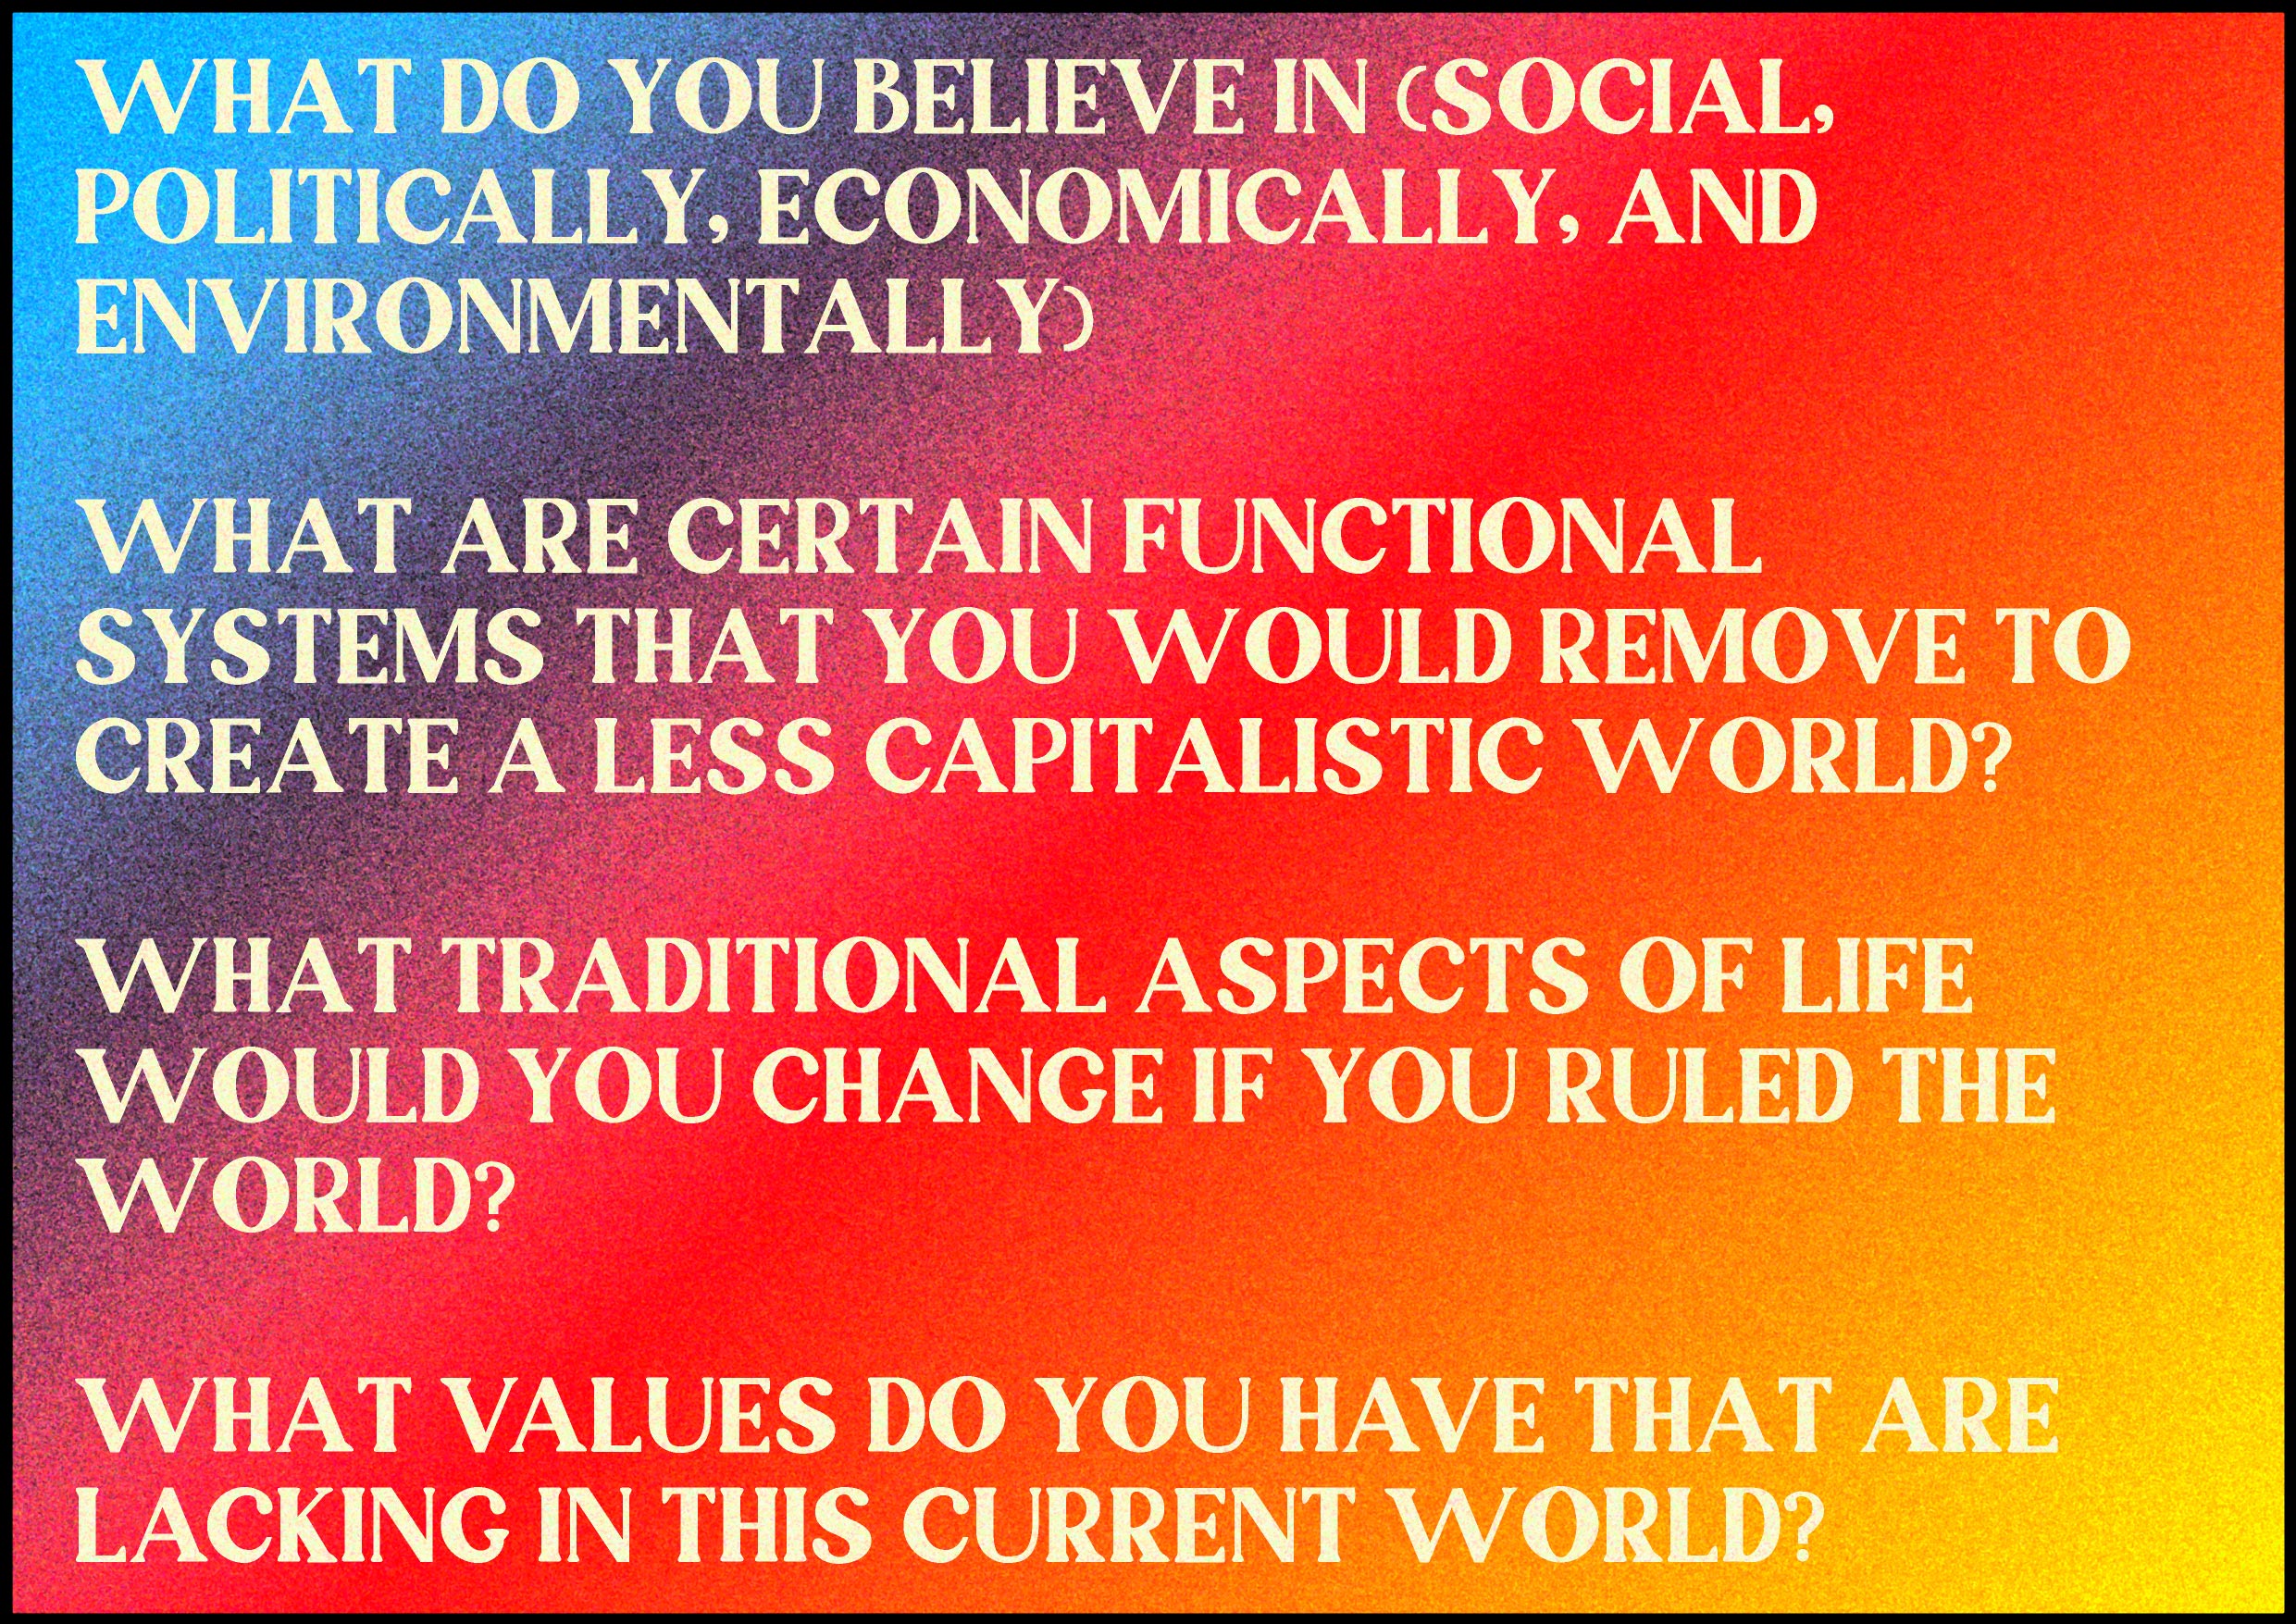 WHAT DO YOU BELIEVE IN (SOCIAL,
POLITICALLY, ECONOMICALLY, AND
ENVIRONMENTALLY)
WHAT ARE CERTAIN FUNCTIONAL
SYSTEMS THAT YOU WOULD REMOVE TO
CREATE A LESS CAPITALISTIC WORLD?
WHAT TRADITIONAL ASPECTS OF LIFE
WOULD YOU CHANGE IF YOU RULED THE
WORLD?
WHAT VALUES DO YOU HAVE THAT ARE
LACKING IN THIS CURRENT WORLD?